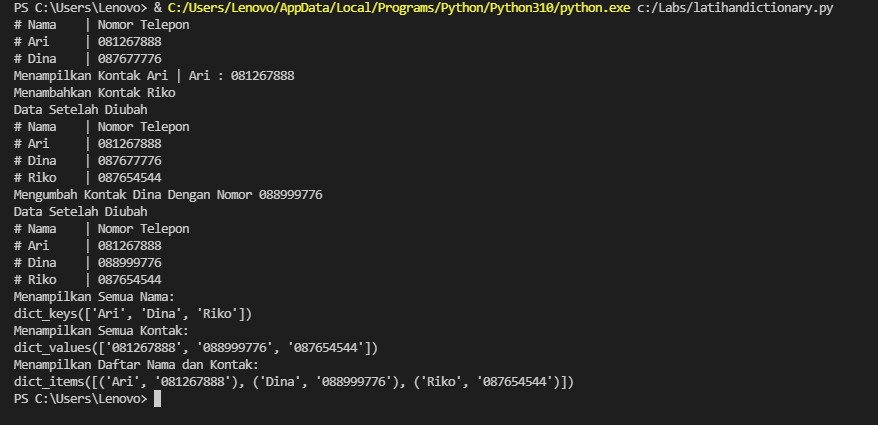 PS C:\Users\Lenovo> & C:/Users/Lenovo/AppData/Local/Programs/Python/Python310/python.exe c:/Labs/latihandictionary.py
# Nama    | Nomor Telepon
# Ari     | 081267888
# Dina    | 087677776
Menampilkan Kontak Ari | Ari : 081267888
Menambahkan Kontak Riko
Data Setelah Diubah
# Nama    | Nomor Telepon
# Ari     | 081267888
# Dina    | 087677776
# Riko    | 087654544
Mengumbah Kontak Dina Dengan Nomor 088999776
Data Setelah Diubah
# Nama    | Nomor Telepon
# Ari     | 081267888
# Dina    | 088999776
# Riko    | 087654544
Menampilkan Semua Nama:
dict_keys(['Ari', 'Dina', 'Riko'])
Menampilkan Semua Kontak:
dict_values(['081267888', '088999776', '087654544'])
Menampilkan Daftar Nama dan Kontak:
dict_items([('Ari', '081267888'), ('Dina', '088999776'), ('Riko', '087654544')])
PS C:\Users\Lenovo>